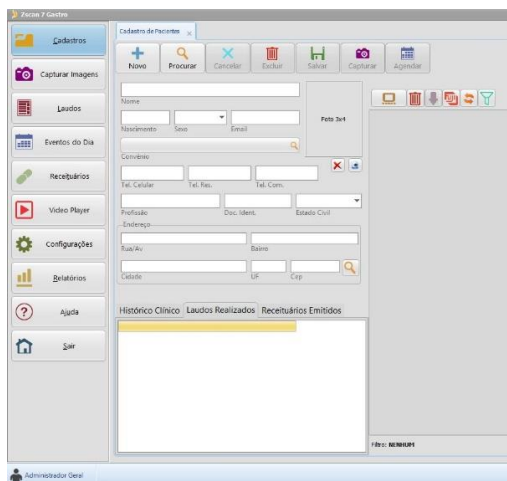 Zscan 7 Gastro
Cadastros
Capturar Imagens
Laudos
Eventos do Dia
Receituários
Video Player
Configurações
Relatórios
Ajuda
Sair
Cadastro de Pacientes
Novo Procurar Cancelar Excluir Salvar Capturar Agendar
Nome
Nascimento Sexo Email
Foto 3x4
Convênio
Tel. Celular Tel. Res. Tel. Com.
Profissão Doc. Ident. Estado Civil
Endereço
Rua/Av Bairro
Cidade UF Cep
Histórico Clínico Laudos Realizados Receituários Emitidos
Filtro: NENHUM
Administrador Geral